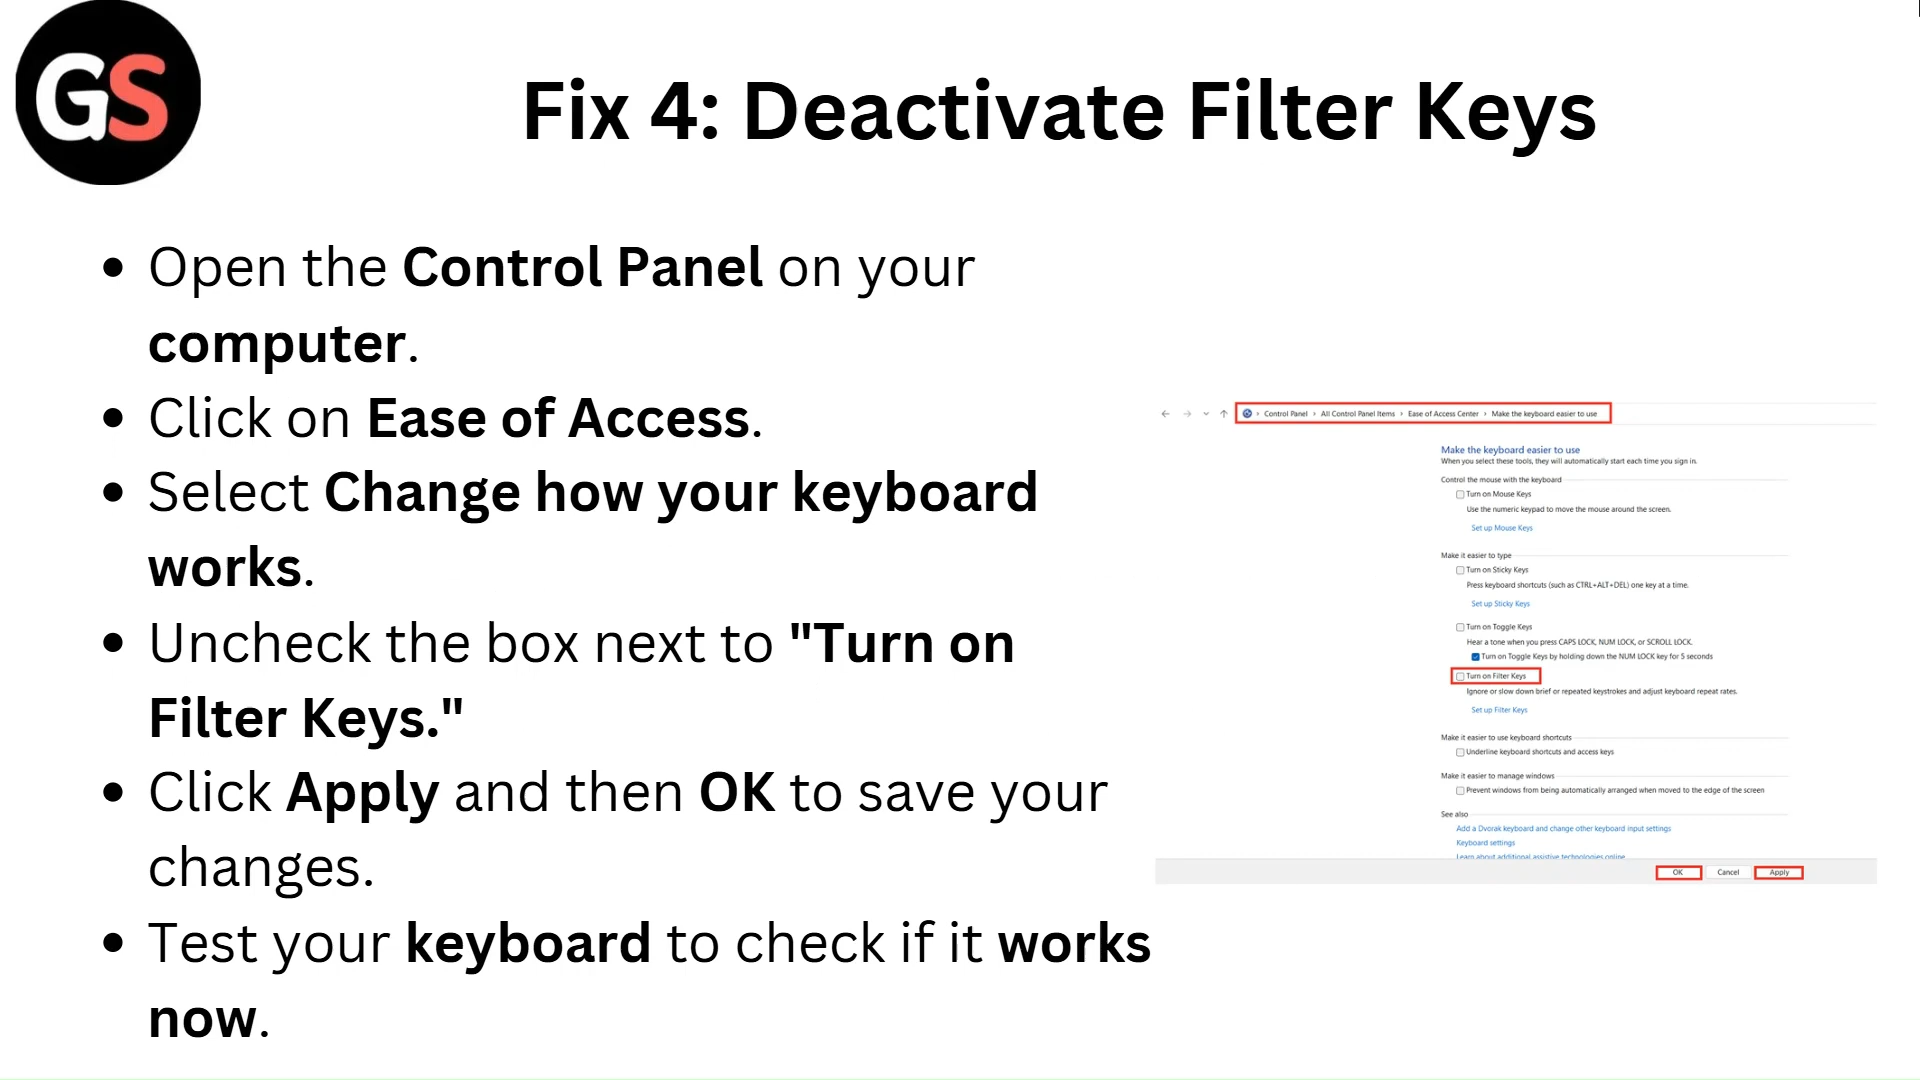 GS
Fix 4: Deactivate Filter Keys
• Open the Control Panel on your
computer.
• Click on Ease of Access.
• Select Change how your keyboard
works.
• Uncheck the box next to "Turn on
Filter Keys."
• Click Apply and then OK to save your
changes.
• Test your keyboard to check if it works
now.
Control Panel > All Control Panel Items > Ease of Access Center > Make the keyboard easier to use
Make the keyboard easier to use
When you select these tools, they will automatically start each time you sign in.
Control the mouse with the keyboard
Turn on Mouse Keys
Use the numeric keypad to move the mouse around the screen.
Set up Mouse Keys
Make it easier to type
Turn on Sticky Keys
Press keyboard shortcuts (such as CTRL+ALT+DEL) one key at a time.
Set up Sticky Keys
Turn on Toggle Keys
Hear a tone when you press CAPS LOCK, NUM LOCK, or SCROLL LOCK.
Turn on Toggle Keys by holding down the NUM LOCK key for 5 seconds
Turn on Filter Keys
Ignore or slow down brief or repeated keystrokes and adjust keyboard repeat rates.
Set up Filter Keys
Make it easier to use keyboard shortcuts
Underline keyboard shortcuts and access keys
Make it easier to manage windows
Prevent windows from being automatically arranged when moved to the edge of the screen
See also
Add a Dvorak keyboard and change other keyboard input settings
Keyboard settings
Learn about additional assistive technologies online
OK Cancel Apply